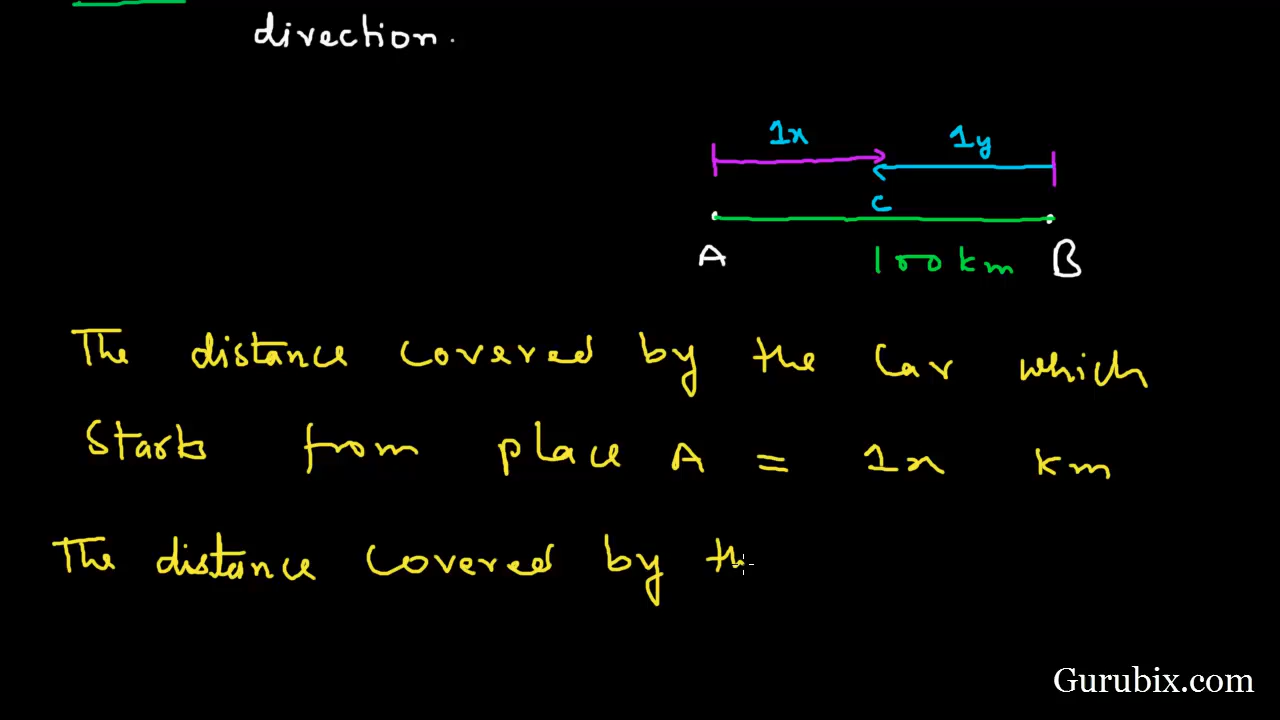 direction.
1x
1y
C
A
100 km
B
The distance covered by the Car which
Starts from place A = 1x km
The distance covered by th
Gurubix.com